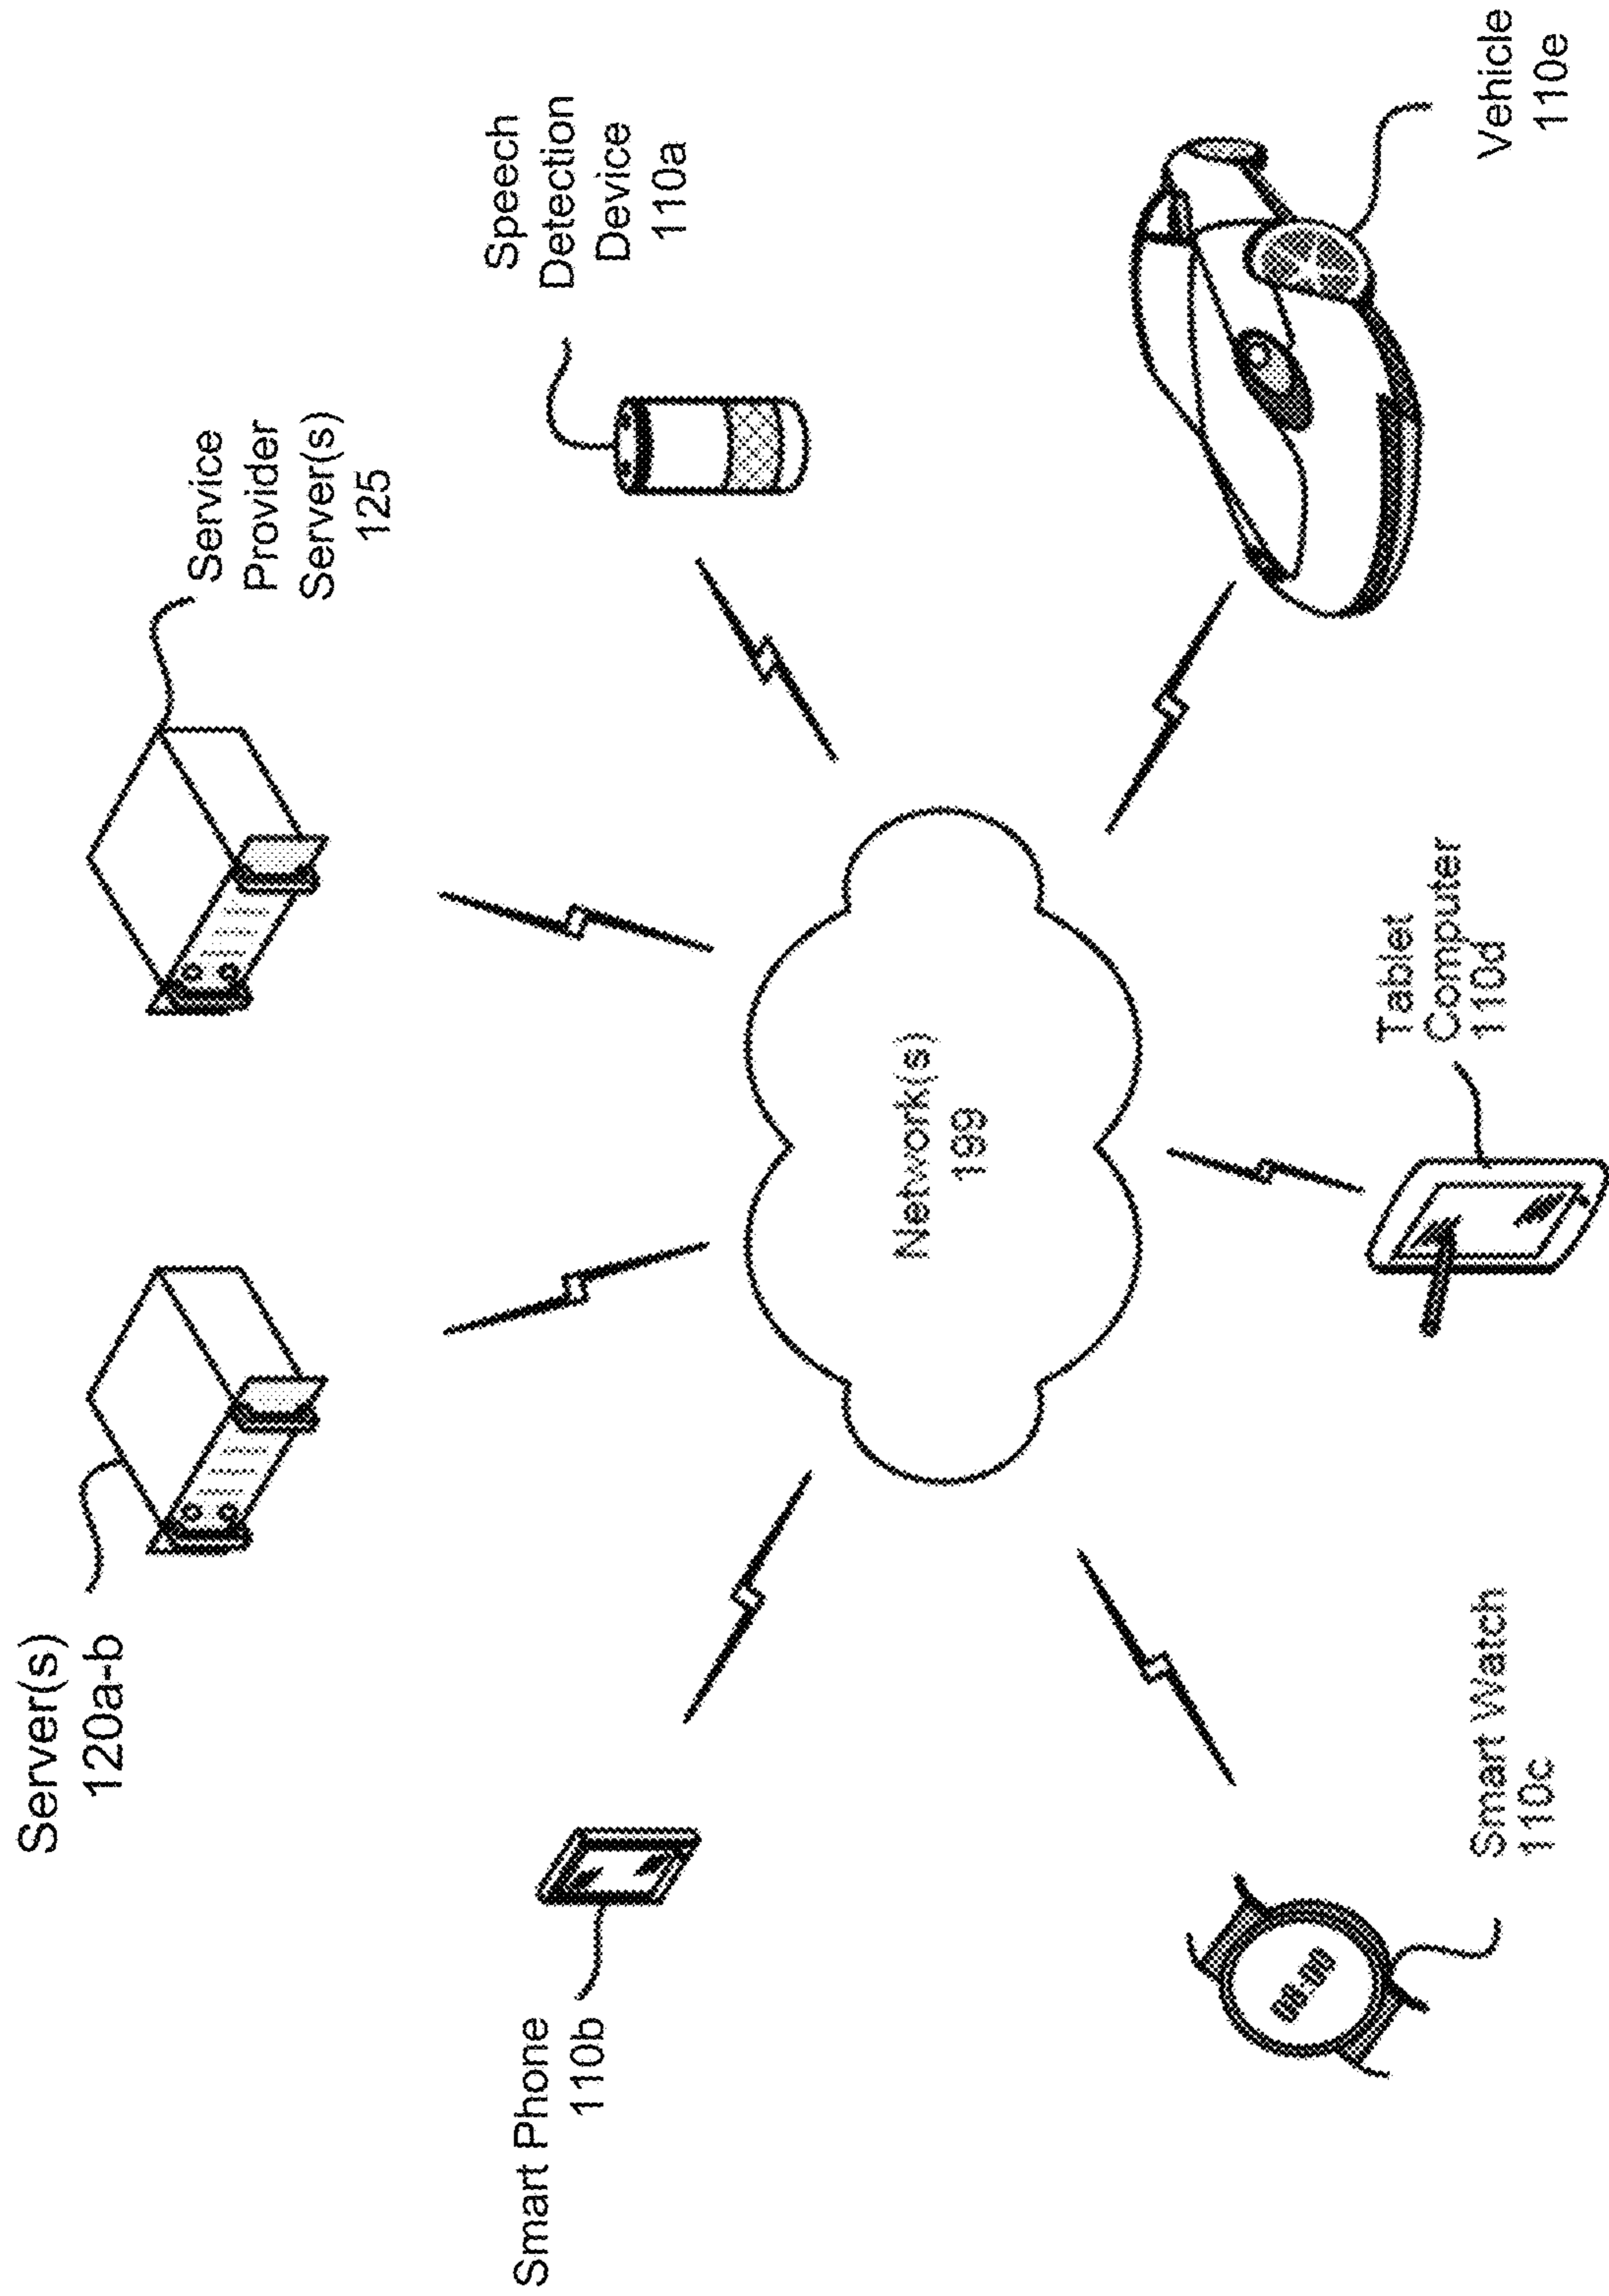 Server(s)
120a-b
Service
Provider
Server(s)
125
Smart Phone
110b
Speech
Detection
Device
110a
Network(s)
199
Smart Watch
110c
Tablet
Computer
110d
Vehicle
110e